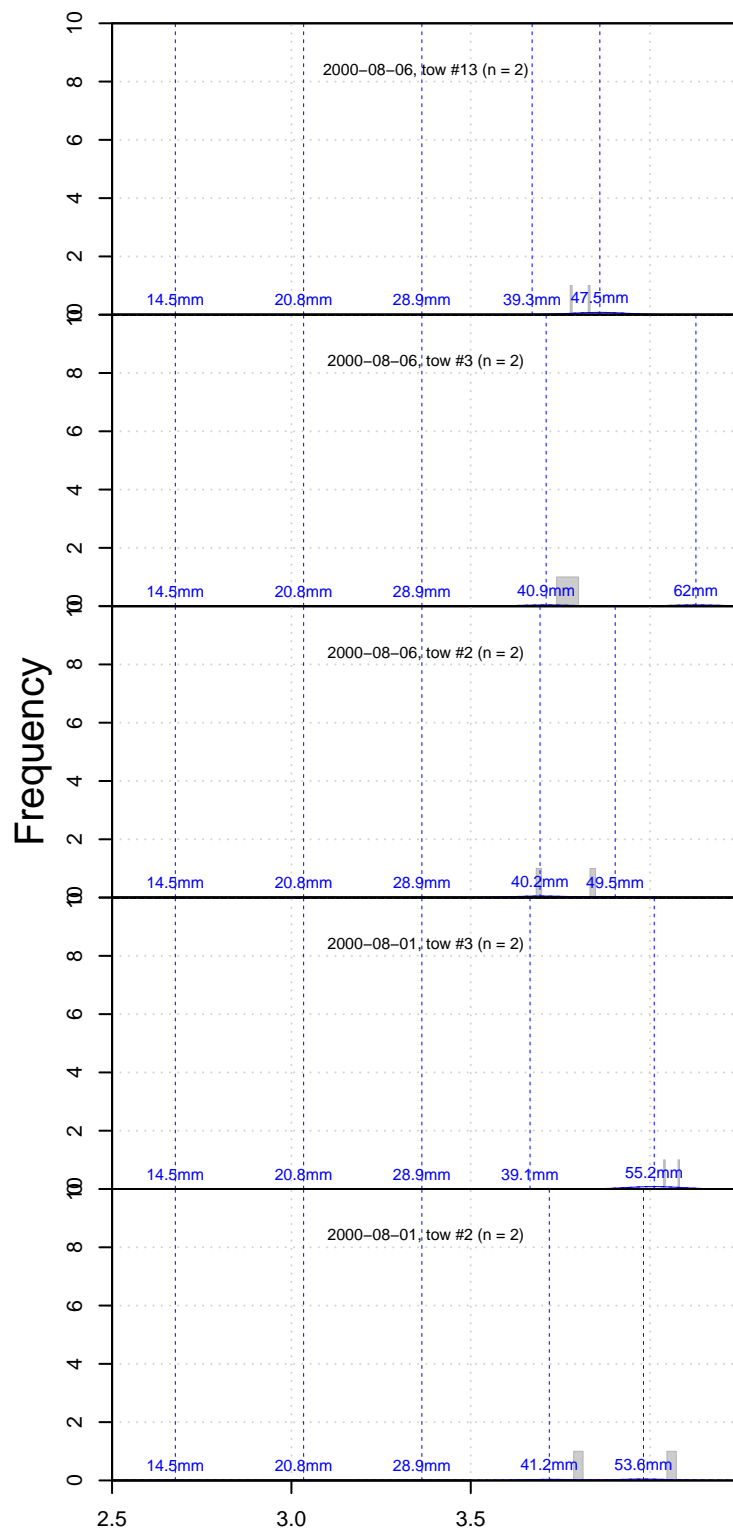 Frequency
10
8
6
4
2
0
2000−08−06, tow #13 (n = 2)
14.5mm 20.8mm 28.9mm 39.3mm 47.5mm
10
8
6
4
2
0
2000−08−06, tow #3 (n = 2)
14.5mm 20.8mm 28.9mm 40.9mm 62mm
10
8
6
4
2
0
2000−08−06, tow #2 (n = 2)
14.5mm 20.8mm 28.9mm 40.2mm 49.5mm
10
8
6
4
2
0
2000−08−01, tow #3 (n = 2)
14.5mm 20.8mm 28.9mm 39.1mm 55.2mm
10
8
6
4
2
0
2000−08−01, tow #2 (n = 2)
14.5mm 20.8mm 28.9mm 41.2mm 53.6mm
2.5 3.0 3.5